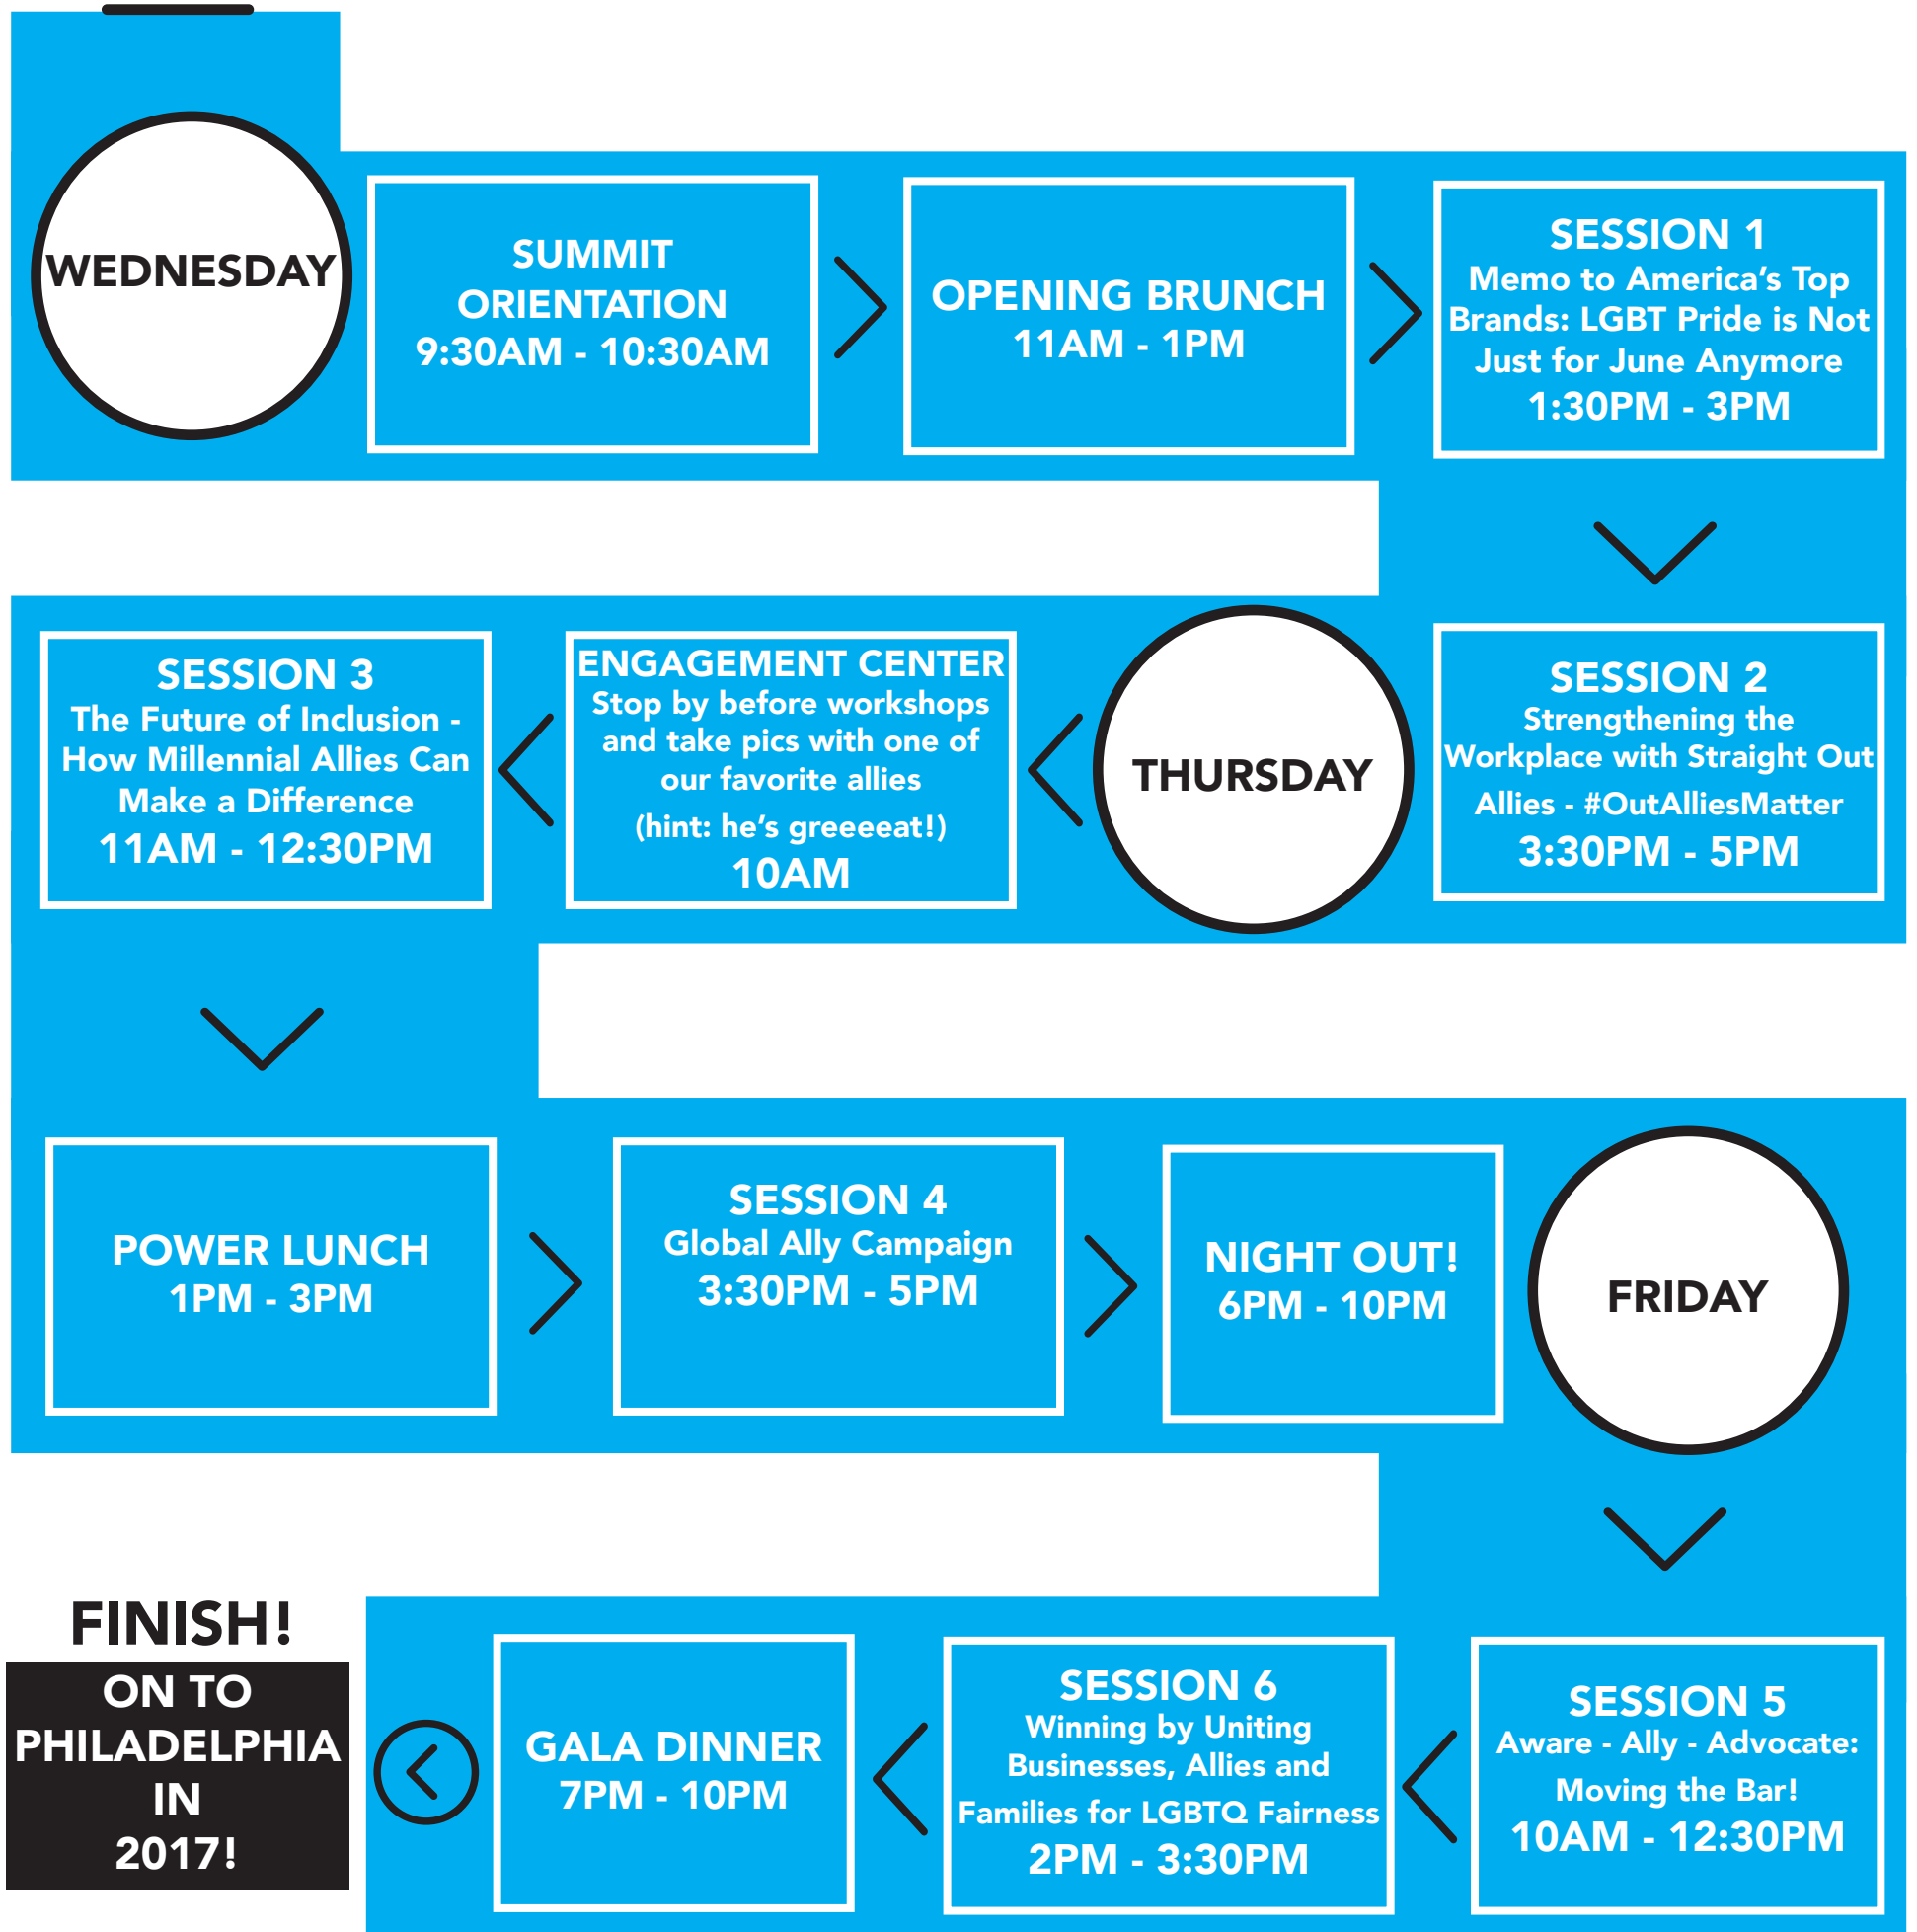 WEDNESDAY
SUMMIT
ORIENTATION
9:30AM - 10:30AM
OPENING BRUNCH
11AM - 1PM
SESSION 1
Memo to America’s Top
Brands: LGBT Pride is Not
Just for June Anymore
1:30PM - 3PM
SESSION 2
Strengthening the
Workplace with Straight Out
Allies - #OutAlliesMatter
3:30PM - 5PM
THURSDAY
ENGAGEMENT CENTER
Stop by before workshops
and take pics with one of
our favorite allies
(hint: he’s greeeeat!)
10AM
SESSION 3
The Future of Inclusion -
How Millennial Allies Can
Make a Difference
11AM - 12:30PM
POWER LUNCH
1PM - 3PM
SESSION 4
Global Ally Campaign
3:30PM - 5PM
NIGHT OUT!
6PM - 10PM
FRIDAY
SESSION 5
Aware - Ally - Advocate:
Moving the Bar!
10AM - 12:30PM
SESSION 6
Winning by Uniting
Businesses, Allies and
Families for LGBTQ Fairness
2PM - 3:30PM
GALA DINNER
7PM - 10PM
FINISH!
ON TO
PHILADELPHIA
IN
2017!